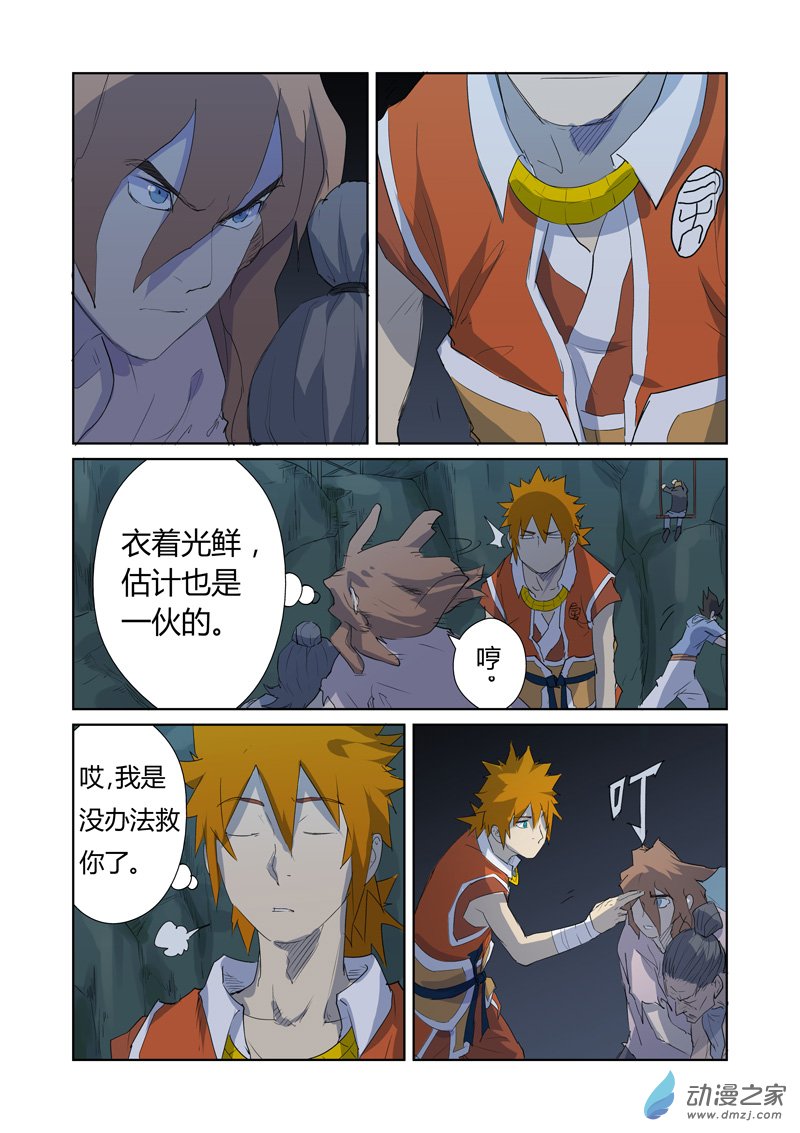 衣着光鲜，
估计也是
一伙的。
哼。
哎,我是
没办法救
你了。
叮
动漫之家
www.dmzj.com